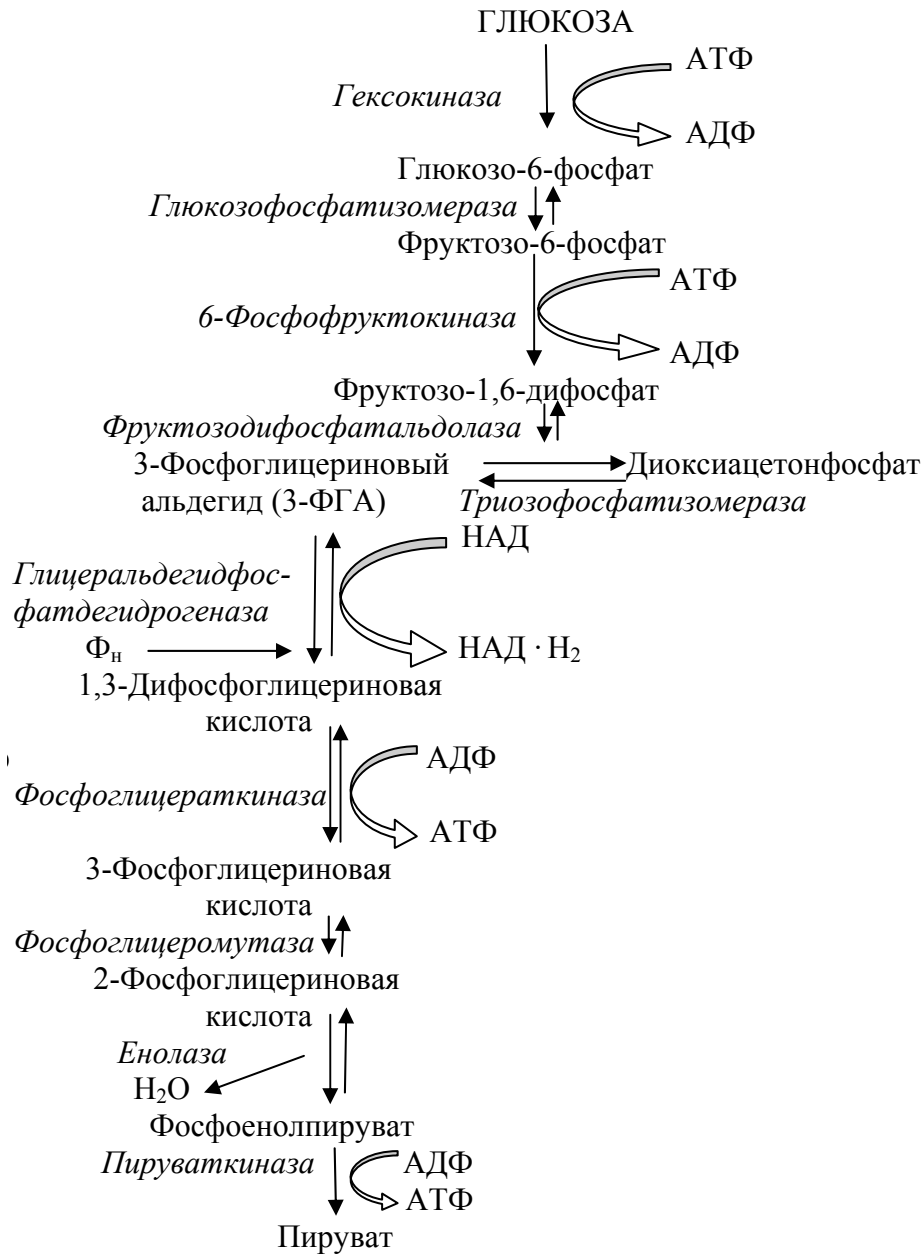 ГЛЮКОЗА
АТФ
Гексокиназа
АДФ
Глюкозо-6-фосфат
Глюкозофосфатизомераза
Фруктозо-6-фосфат
АТФ
6-Фосфофруктокиназа
АДФ
Фруктозо-1,6-дифосфат
Фруктозодифосфатальдолаза
3-Фосфоглицериновый Диоксиацетонфосфат
альдегид (3-ФГА) Триозофосфатизомераза
НАД
Глицеральдегидфос-
фатдегидрогеназа
Фн НАД · Н2
1,3-Дифосфоглицериновая
кислота
АДФ
Фосфоглицераткиназа
АТФ
3-Фосфоглицериновая
кислота
Фосфоглицеромутаза
2-Фосфоглицериновая
кислота
Енолаза
Н2О
Фосфоенолпируват
Пируваткиназа АДФ
АТФ
Пируват